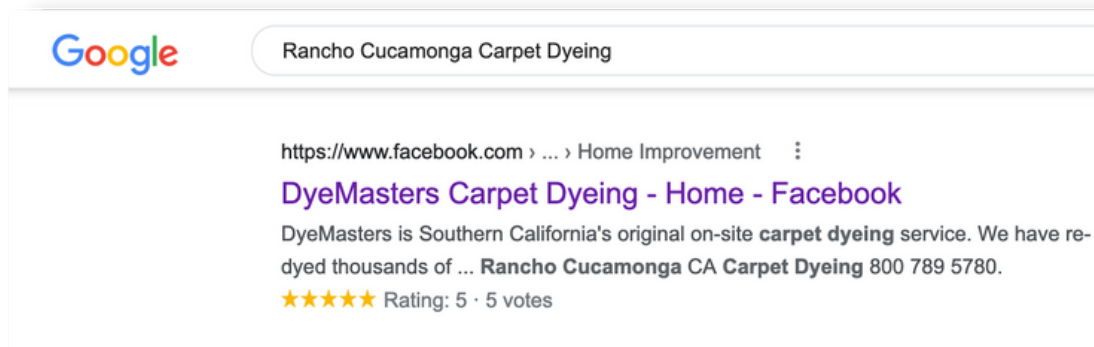 Google
Rancho Cucamonga Carpet Dyeing
https://www.facebook.com › ... › Home Improvement
DyeMasters Carpet Dyeing - Home - Facebook
DyeMasters is Southern California's original on-site carpet dyeing service. We have re-
dyed thousands of ... Rancho Cucamonga CA Carpet Dyeing 800 789 5780.
★★★★★ Rating: 5 · 5 votes